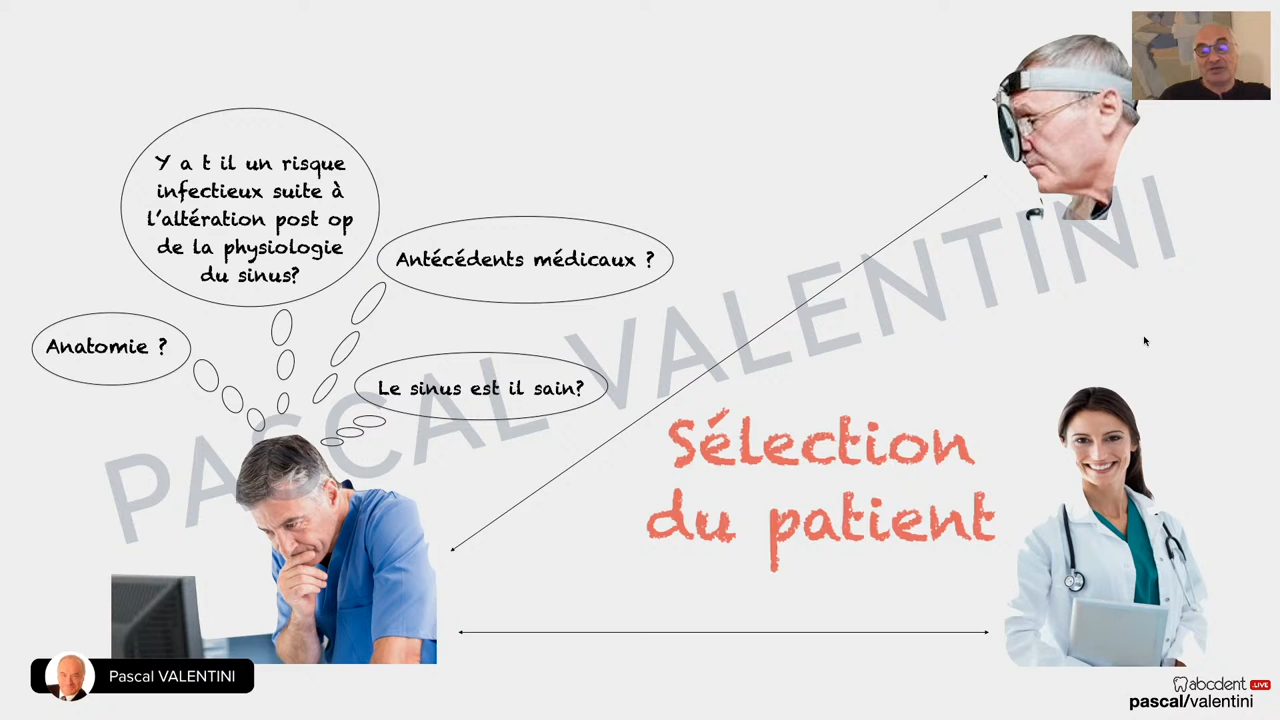 Y a t il un risque
infectieux suite à
l'altération post op
de la physiologie
du sinus?
Antécédents médicaux ?
Anatomie ?
Le sinus est il sain?
PASCAL VALENTINI
Sélection
du patient
Pascal VALENTINI
abcdent .LIVE
pascal/valentini